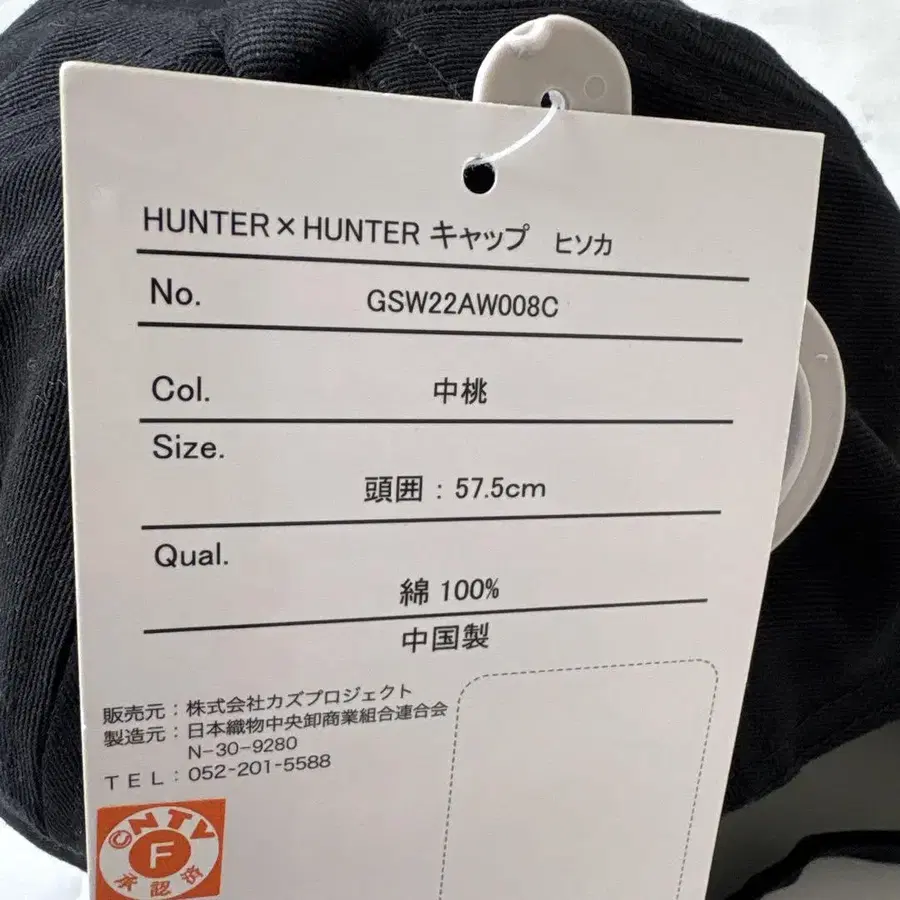 HUNTER×HUNTER キャップ ヒソカ
No. GSW22AW008C
Col. 中桃
Size.
頭囲：57.5cm
Qual.
綿 100%
中国製
販売元：株式会社カズプロジェクト
製造元：日本織物中央卸商業組合連合会
N-30-9280
TEL：052-201-5588
©NTV
F
承認済